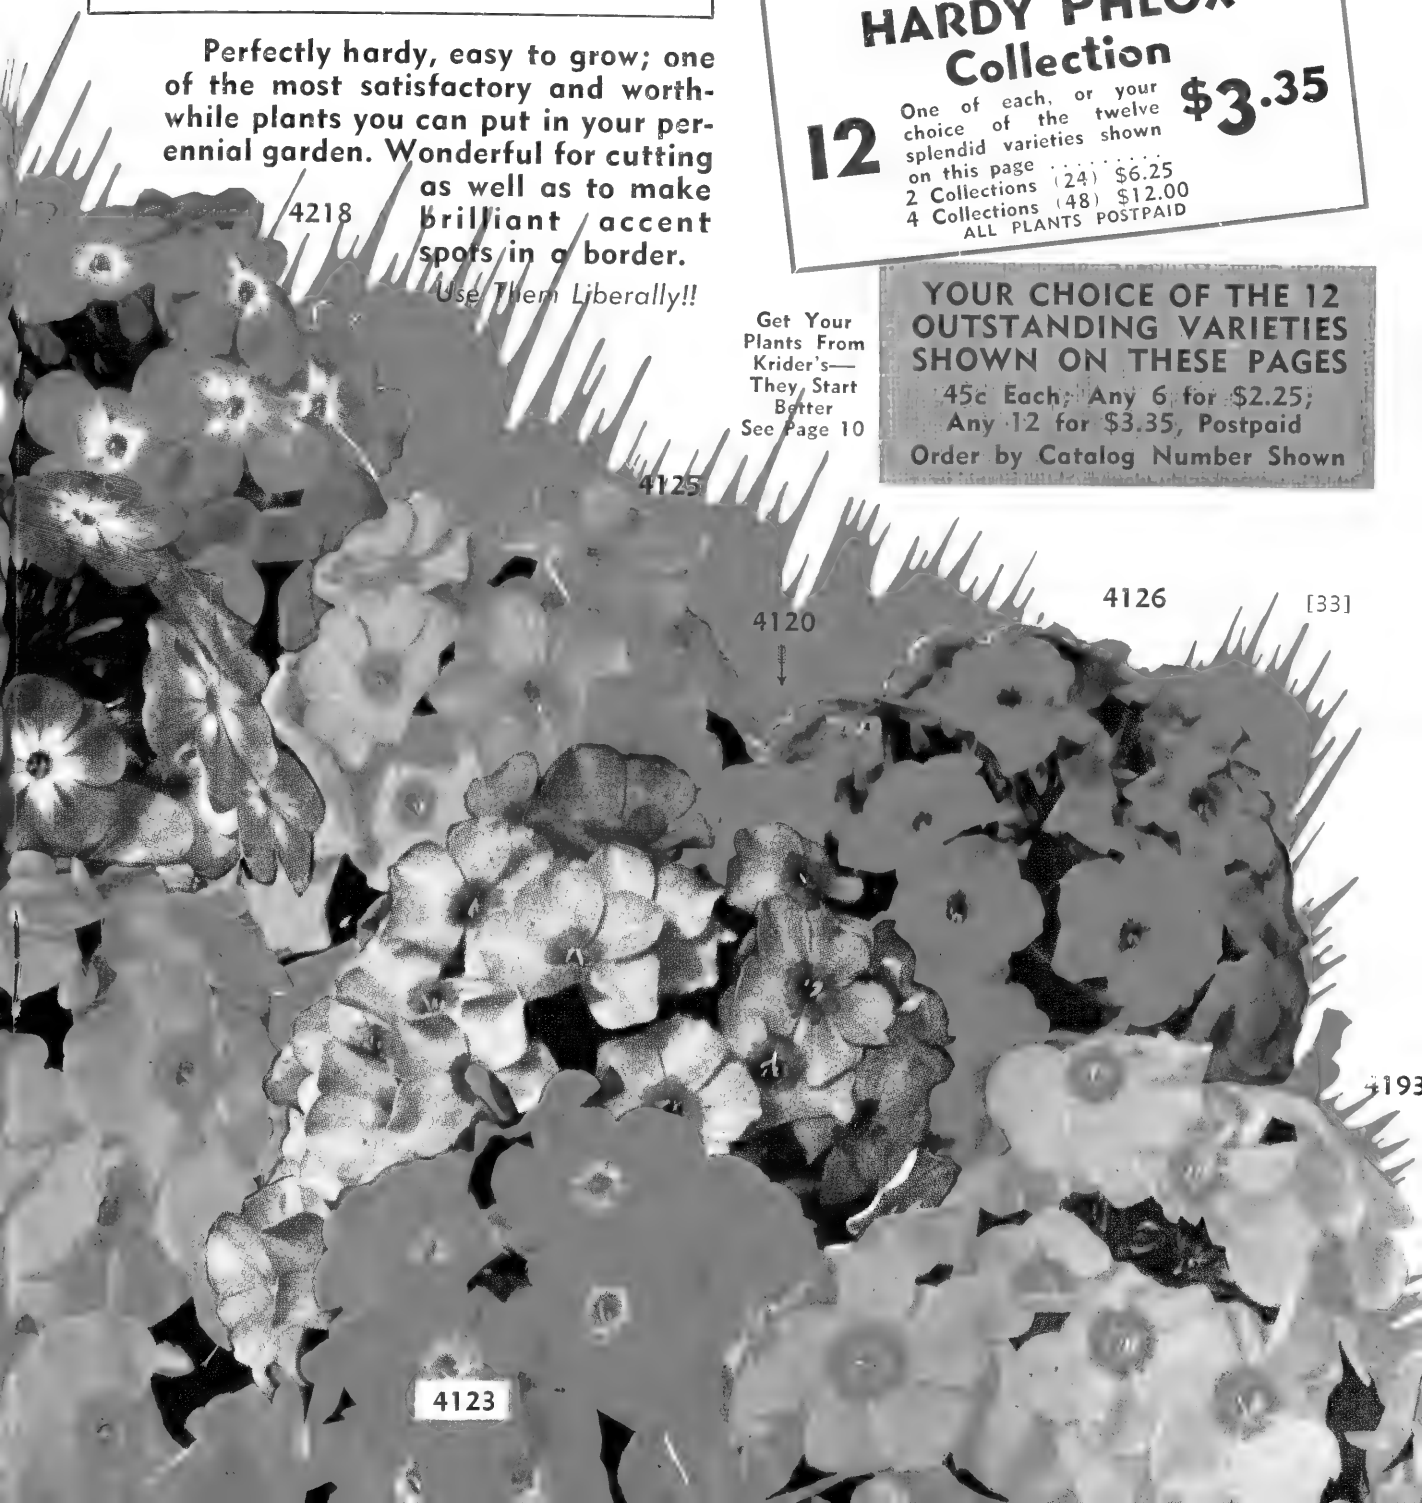 Perfectly hardy, easy to grow; one
of the most satisfactory and worth-
while plants you can put in your per-
ennial garden. Wonderful for cutting
as well as to make
brilliant accent
spots in a border.
Use Them Liberally!!
HARDY PHLOX
Collection
12
One of each, or your
choice of the twelve
splendid varieties shown
on this page ..........
$3.35
2 Collections (24) $6.25
4 Collections (48) $12.00
ALL PLANTS POSTPAID
Get Your
Plants From
Krider's—
They Start
Better
See Page 10
YOUR CHOICE OF THE 12
OUTSTANDING VARIETIES
SHOWN ON THESE PAGES
45c Each; Any 6 for $2.25;
Any 12 for $3.35, Postpaid
Order by Catalog Number Shown
4218
4125
4120
4126
[33]
4193
4123